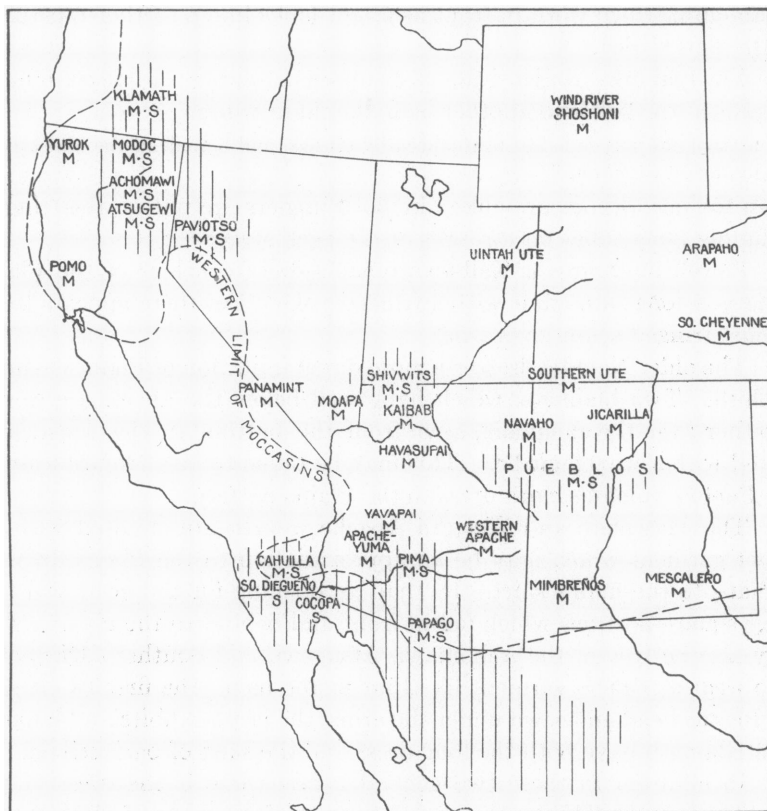 KLAMATH
M·S
WIND RIVER
SHOSHONI
M
YUROK
M
MODOC
M·S
ACHOMAWI
M·S
ATSUGEWI
M·S
PAVIOTSO
M·S
POMO
M
UINTAH UTE
M
ARAPAHO
M
WESTERN LIMIT OF MOCCASINS
SO. CHEYENNE
M
PANAMINT
M
MOAPA
M
SHIVWITS
M·S
KAIBAB
M
SOUTHERN UTE
M
NAVAHO
M
JICARILLA
HAVASUPAI
M
P U E B L O
M·S
YAVAPAI
M
APACHE-
YUMA
WESTERN
APACHE
M
CAHUILLA
M·S
PIMA
M·S
SO. DIEGUEÑO
S
COCOPA
S
PAPAGO
M·S
MIMBREÑOS
M
MESCALERO
M